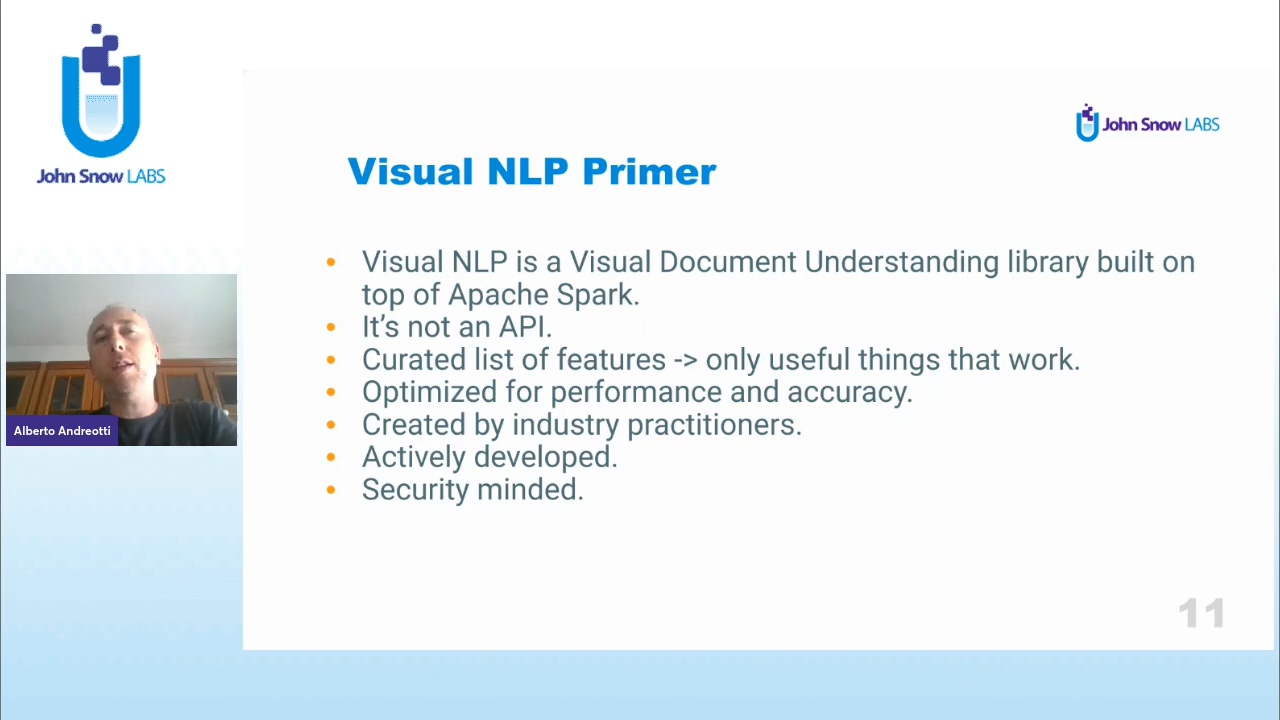 John Snow LABS
John Snow LABS
Visual NLP Primer
• Visual NLP is a Visual Document Understanding library built on
top of Apache Spark.
• It’s not an API.
• Curated list of features -> only useful things that work.
• Optimized for performance and accuracy.
• Created by industry practitioners.
• Actively developed.
• Security minded.
Alberto Andreotti
11